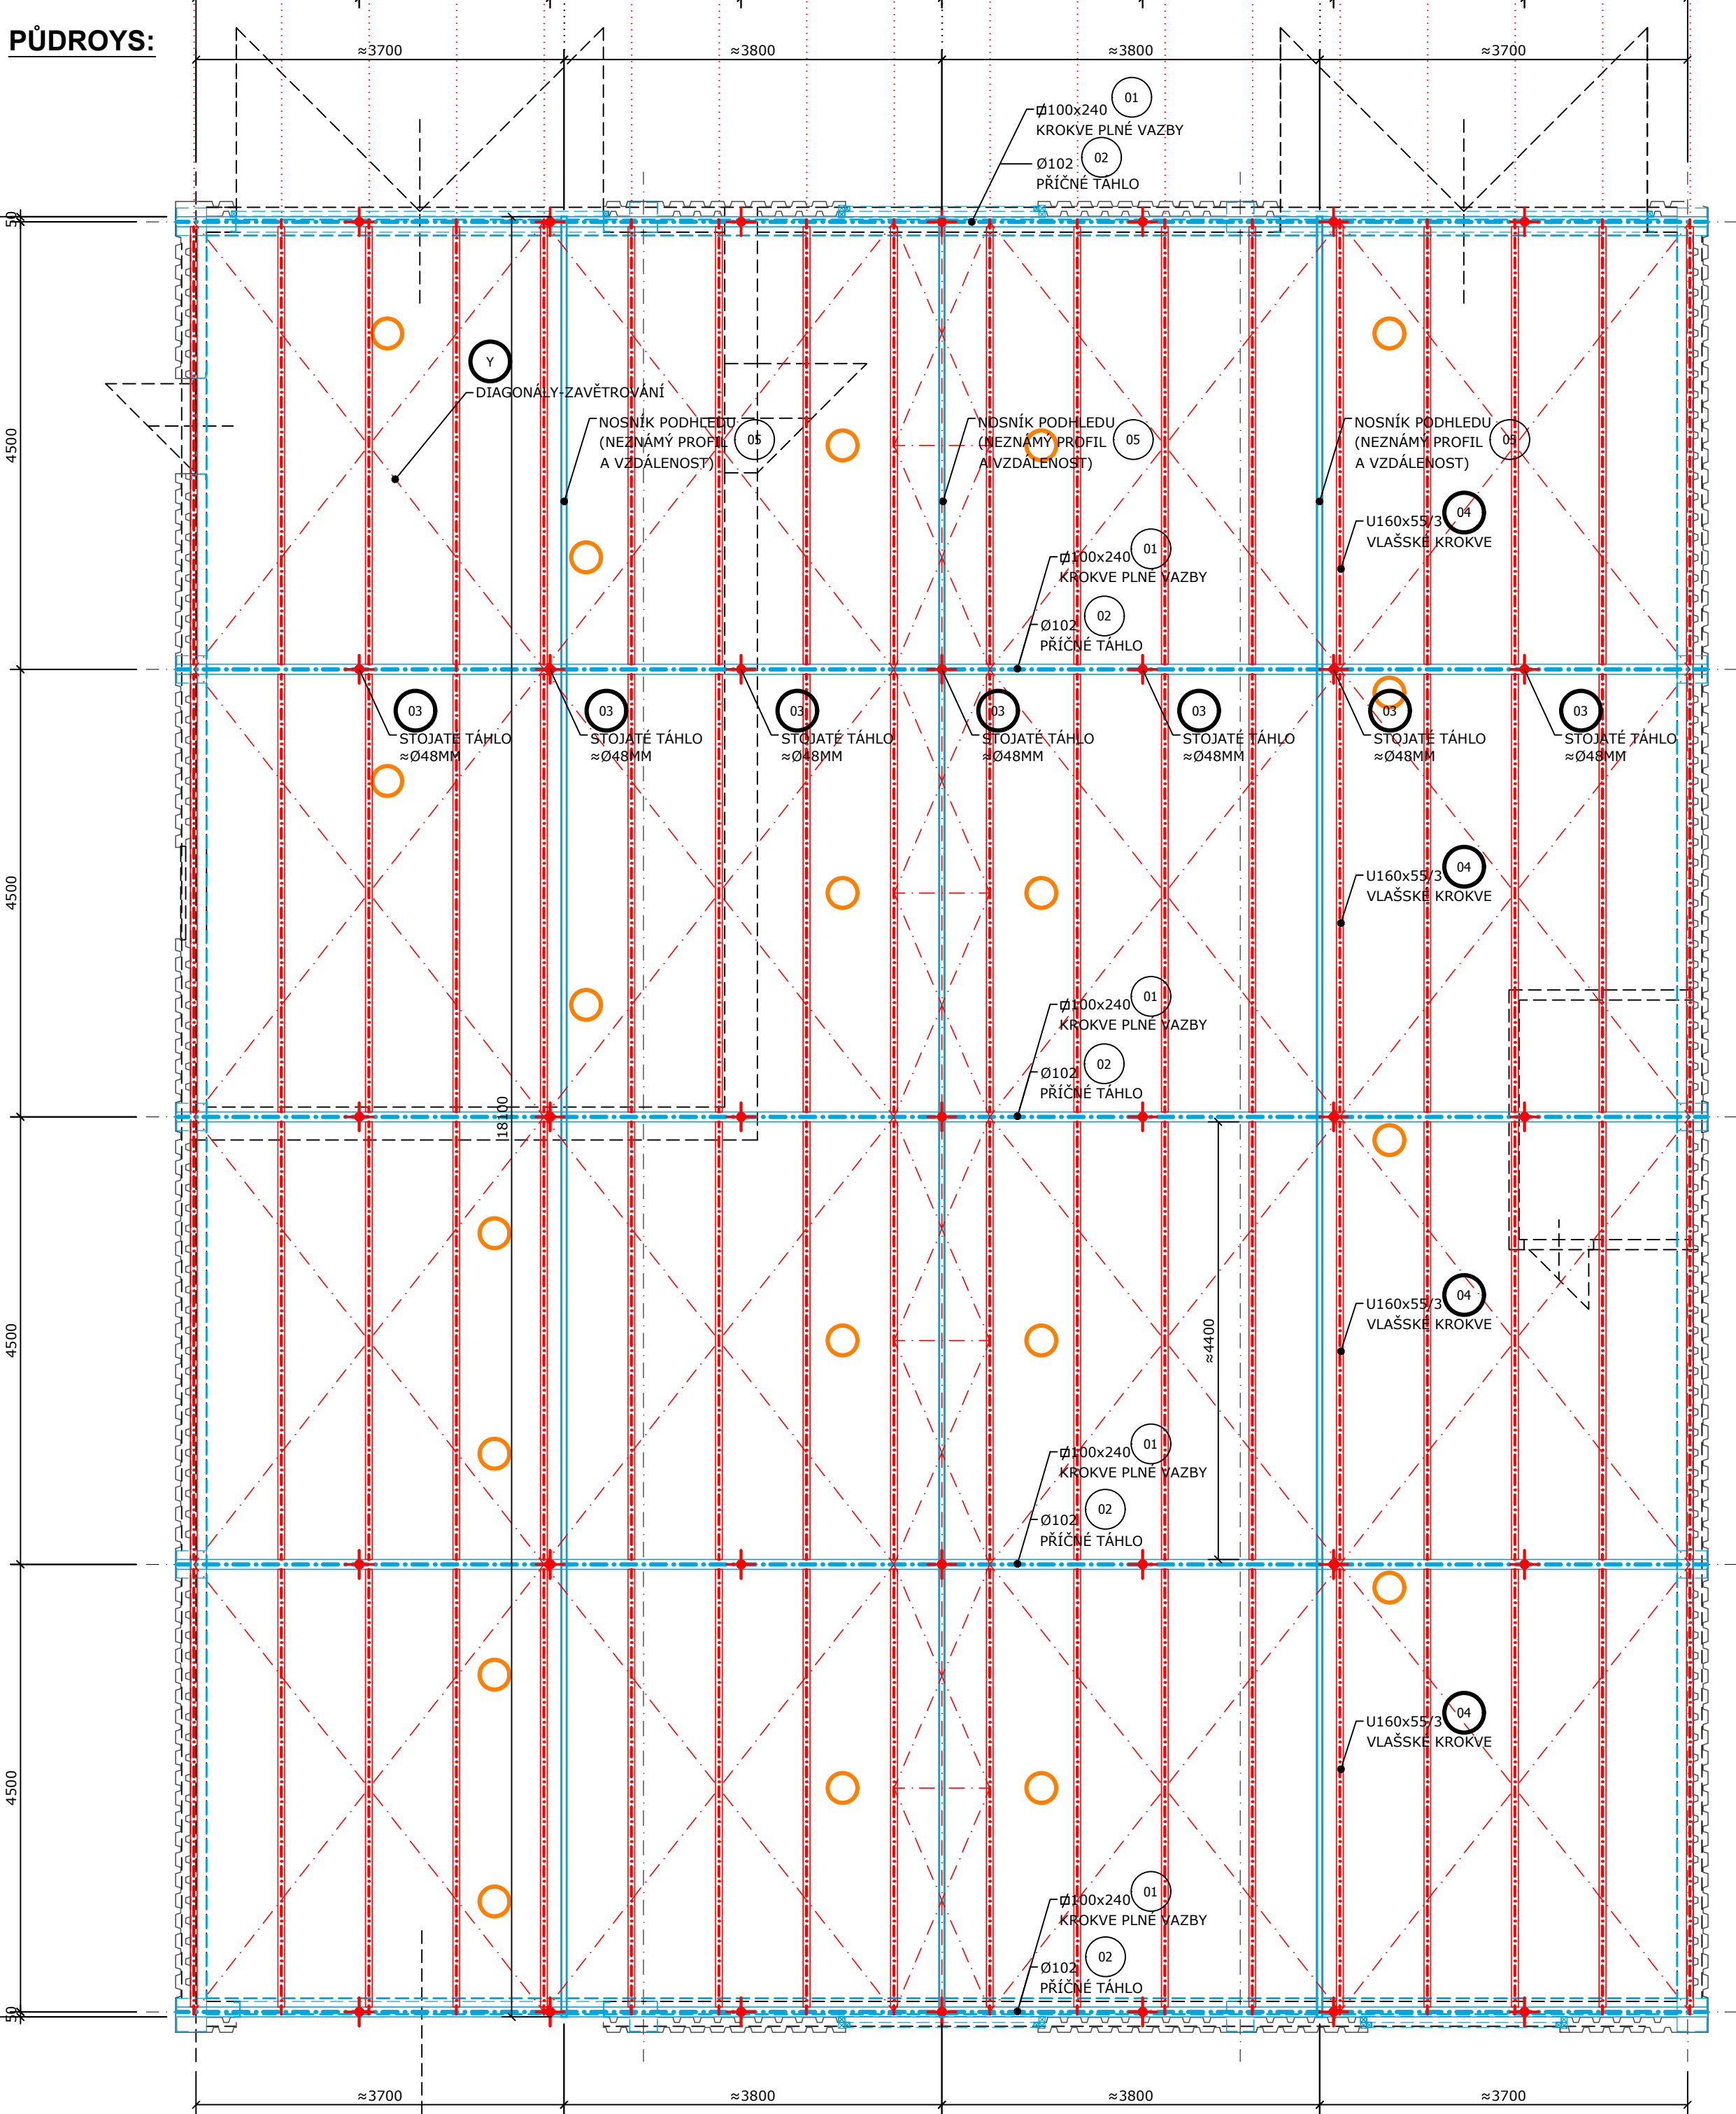 PŮDROYS:
≈3700
≈3800
≈3800
≈3700
01
100x240
KROKVE PLNÉ VAZBY
02
Ø102
PŘÍČNÉ TÁHLO
50
Y
DIAGONÁLY-ZAVĚTROVÁNÍ
4500
NOSNÍK PODHLEDU
(NEZNÁMÝ PROFIL
A VZDÁLENOST)
05
NOSNÍK PODHLEDU
(NEZNÁMÝ PROFIL
A VZDÁLENOST)
05
NOSNÍK PODHLEDU
(NEZNÁMÝ PROFIL
A VZDÁLENOST)
05
04
U160x55/3
VLAŠSKÉ KROKVE
01
100x240
KROKVE PLNÉ VAZBY
02
Ø102
PŘÍČNÉ TÁHLO
03
STOJATÉ TÁHLO
≈Ø48MM
03
STOJATÉ TÁHLO
≈Ø48MM
03
STOJATÉ TÁHLO
≈Ø48MM
03
STOJATÉ TÁHLO
≈Ø48MM
03
STOJATÉ TÁHLO
≈Ø48MM
03
STOJATÉ TÁHLO
≈Ø48MM
03
STOJATÉ TÁHLO
≈Ø48MM
4500
04
U160x55/3
VLAŠSKÉ KROKVE
01
100x240
KROKVE PLNÉ VAZBY
02
Ø102
PŘÍČNÉ TÁHLO
18100
4500
≈4400
04
U160x55/3
VLAŠSKÉ KROKVE
01
100x240
KROKVE PLNÉ VAZBY
02
Ø102
PŘÍČNÉ TÁHLO
4500
04
U160x55/3
VLAŠSKÉ KROKVE
01
100x240
KROKVE PLNÉ VAZBY
02
Ø102
PŘÍČNÉ TÁHLO
50
≈3700
≈3800
≈3800
≈3700